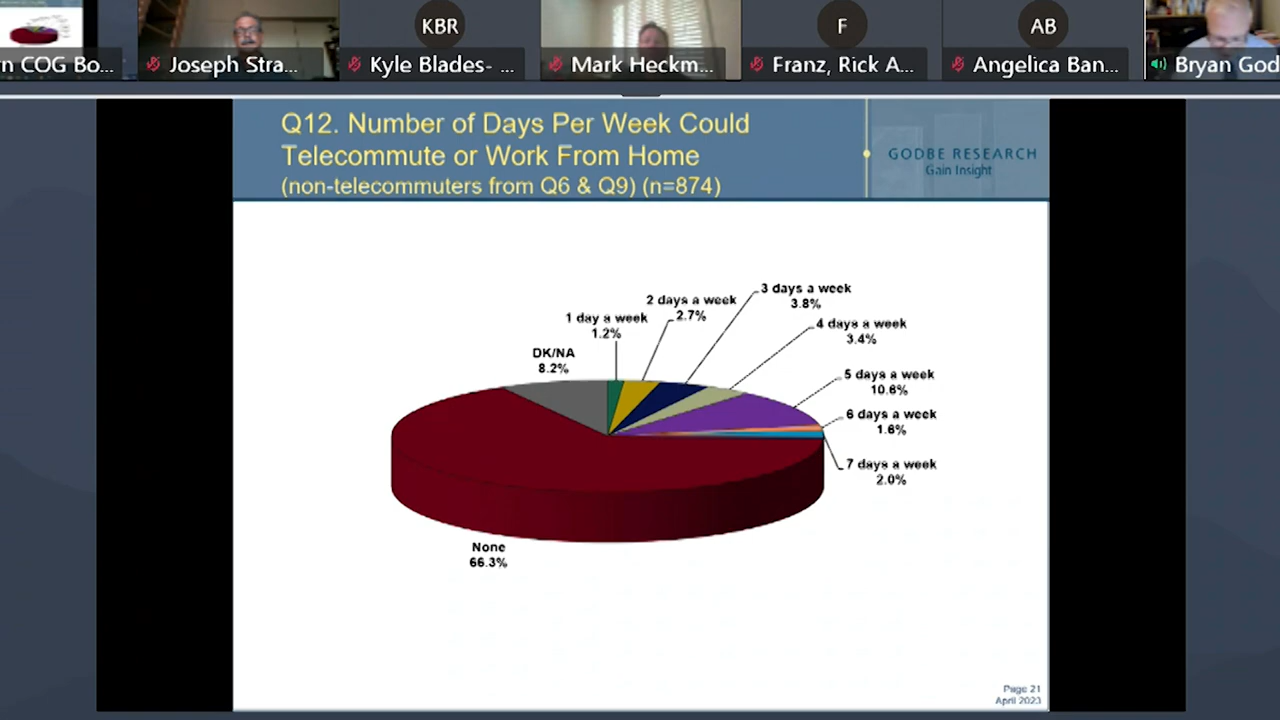 n COG Bo...
Joseph Stra...
KBR
Kyle Blades- ...
Mark Heckm...
F
Franz, Rick A...
AB
Angelica Ban...
Bryan God
Q12. Number of Days Per Week Could
Telecommute or Work From Home
(non-telecommuters from Q6 & Q9) (n=874)
GODBE RESEARCH
Gain Insight
3 days a week
3.8%
2 days a week
2.7%
1 day a week
1.2%
4 days a week
3.4%
DK/NA
8.2%
5 days a week
10.6%
6 days a week
1.6%
7 days a week
2.0%
None
66.3%
Page 21
April 2023